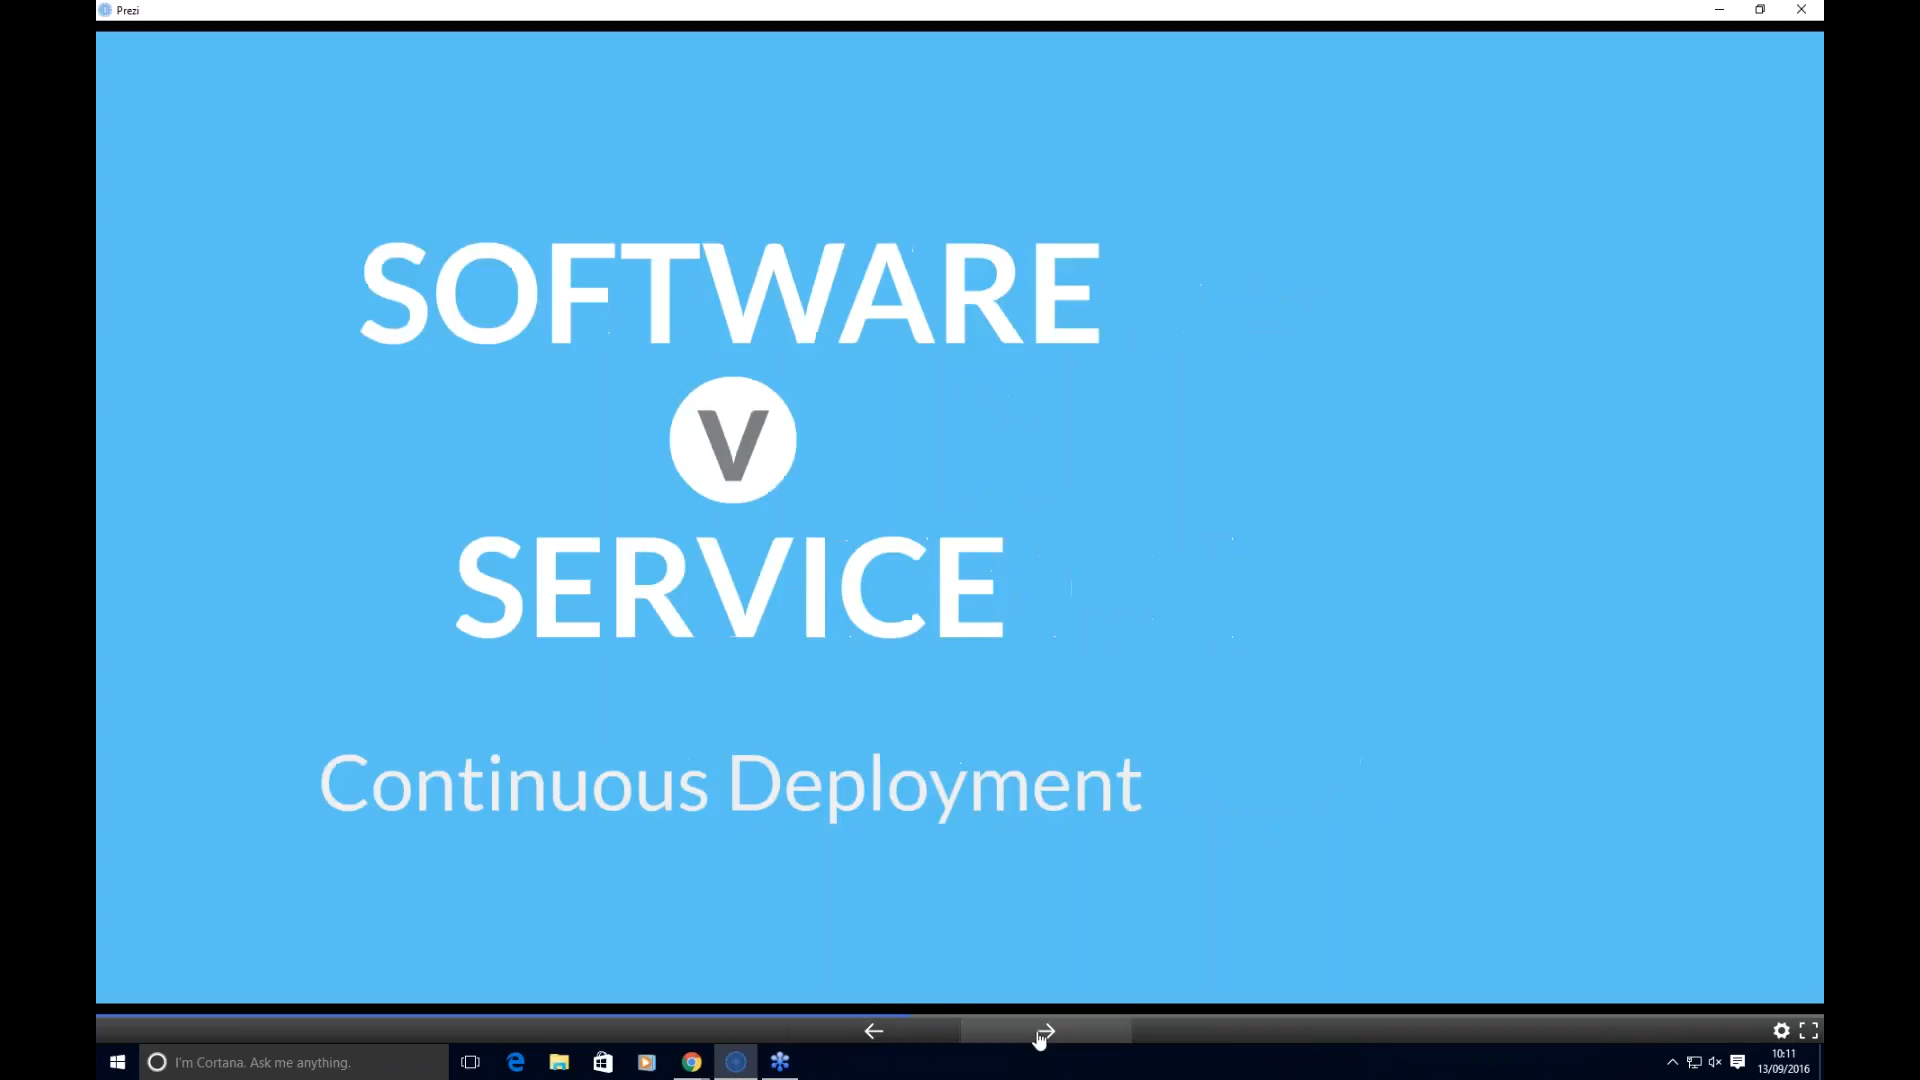 Prezi
SOFTWARE
V
SERVICE
Continuous Deployment
I'm Cortana. Ask me anything.
10:11
13/09/2016